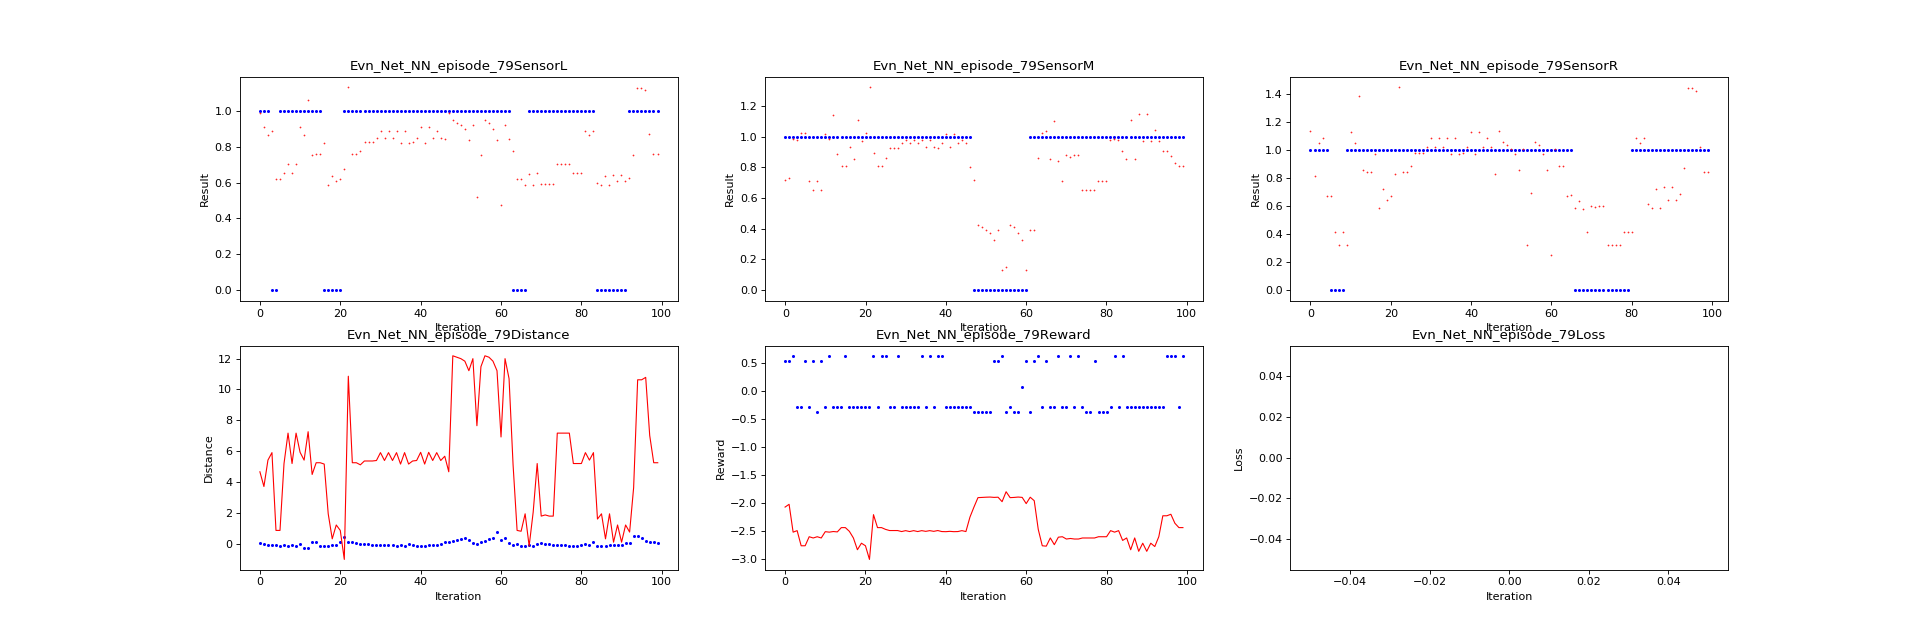 Evn_Net_NN_episode_79SensorL
Evn_Net_NN_episode_79SensorM
Evn_Net_NN_episode_79SensorR
Result
1.0
0.8
0.6
0.4
0.2
0.0
0 20 40 60 80 100
Iteration
Result
1.2
1.0
0.8
0.6
0.4
0.2
0.0
0 20 40 60 80 100
Iteration
Result
1.4
1.2
1.0
0.8
0.6
0.4
0.2
0.0
0 20 40 60 80 100
Iteration
Evn_Net_NN_episode_79Distance
Evn_Net_NN_episode_79Reward
Evn_Net_NN_episode_79Loss
Distance
12
10
8
6
4
2
0
0 20 40 60 80 100
Iteration
Reward
0.5
0.0
−0.5
−1.0
−1.5
−2.0
−2.5
−3.0
0 20 40 60 80 100
Iteration
Loss
0.04
0.02
0.00
−0.02
−0.04
−0.04 −0.02 0.00 0.02 0.04
Iteration